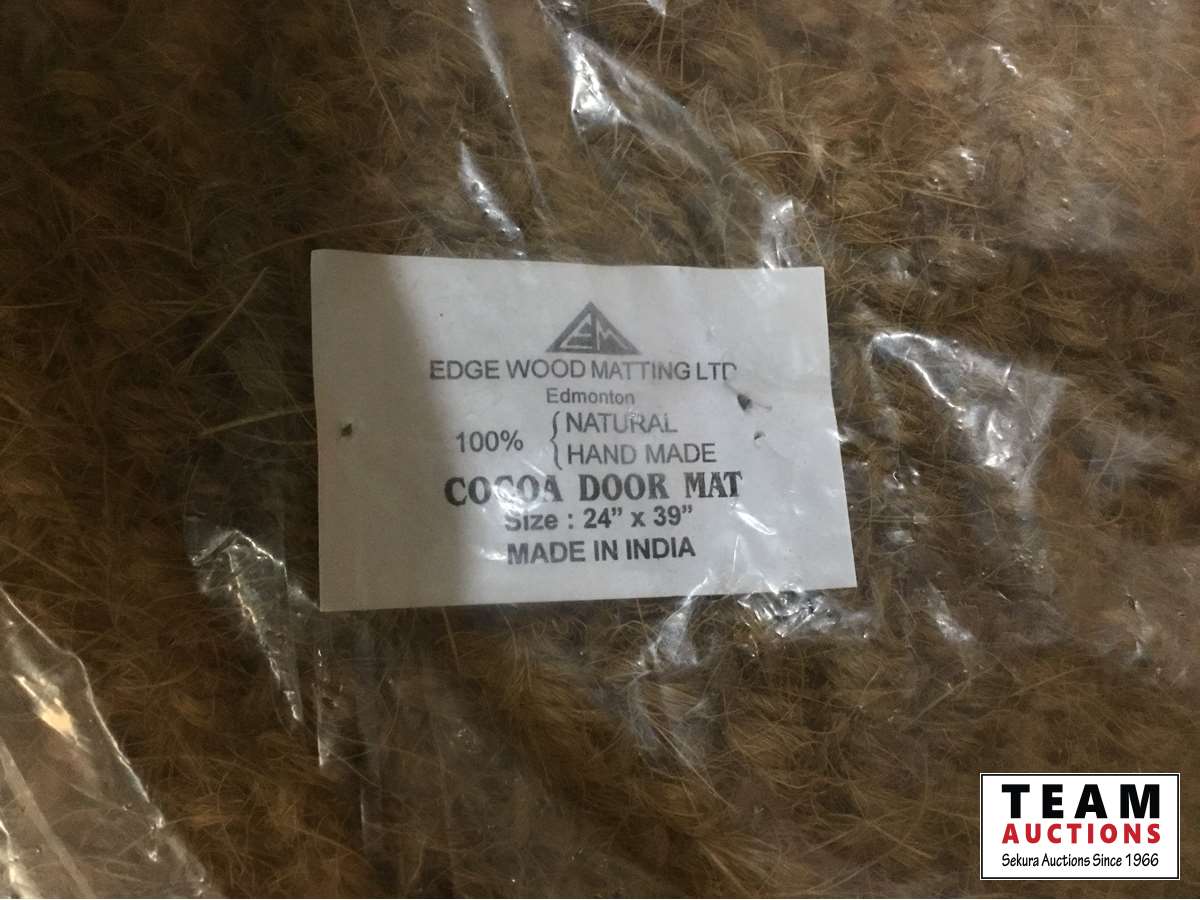 EM
EDGE WOOD MATTING LTD
Edmonton
100% { NATURAL
HAND MADE
COCOA DOOR MAT
Size : 24" x 39"
MADE IN INDIA
TEAM
AUCTIONS
Sekura Auctions Since 1966